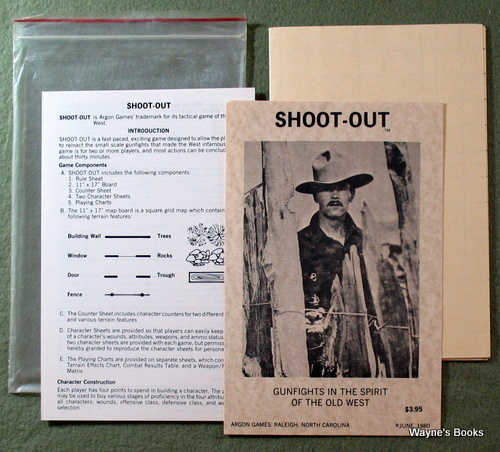 SHOOT-OUT
SHOOT-OUT is Argon Games' trademark for its tactical game of th
West.
INTRODUCTION
SHOOT-OUT is a fast-paced, exciting game designed to allow the pl
to reinact the small scale gunfights that made the West infamous
game is for two or more players, and most actions can be conclud
about thirty minutes.
Game Components
A. SHOOT-OUT includes the following components:
1. Rule Sheet
2. 11" x 17" Board
3. Counter Sheet
4. Two Character Sheets
5. Playing Charts
B. The 11" x 17" map board is a square grid map which contain
following terrain features:
Building Wall Trees
Window Rocks
Door Trough
Fence
C. The Counter Sheet includes character counters for two different
and various terrain features
D. Character Sheets are provided so that players can easily keep
of a character's wounds, attributes, weapons, and ammo status
two character sheets are provided with each game, but permiss
hereby granted to reproduce the character sheets for persona
E. The Playing Charts are provided on separate sheets, which con
Terrain Effects Chart, Combat Results Table, and a Weapon/R
Matrix.
Character Construction
Each player has four points to spend in building a character. The p
may be used to buy various stages of proficiency in the four attribut
all characters: wounds, offensive class, defensive class, and we
selection.
SHOOT-OUT™
GUNFIGHTS IN THE SPIRIT
OF THE OLD WEST
$3.95
ARGON GAMES, RALEIGH, NORTH CAROLINA
JUNE, 1980
Wayne's Books